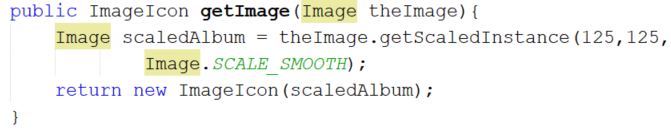 public ImageIcon getImage(Image theImage){
Image scaledAlbum = theImage.getScaledInstance(125,125,
Image.SCALE_SMOOTH);
return new ImageIcon(scaledAlbum);
}